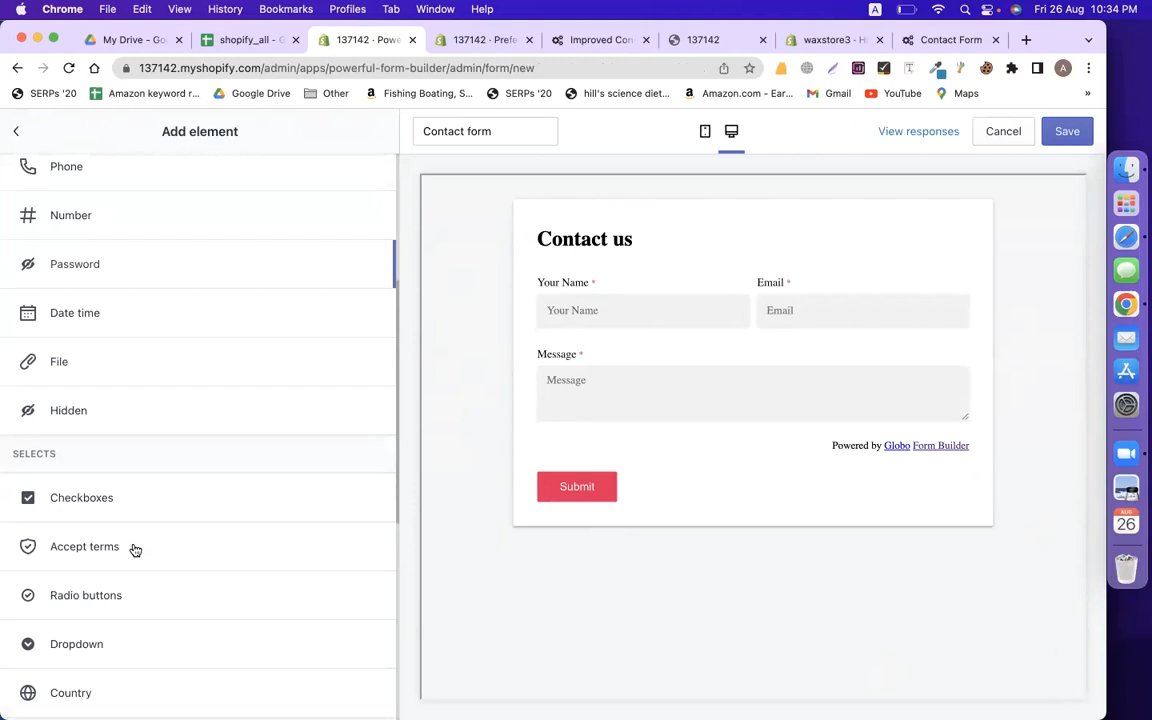 Chrome File Edit View History Bookmarks Profiles Tab Window Help
A Fri 26 Aug 10:34 PM
My Drive - Go
shopify_all - G
137142 · Powe
137142 · Prefe
Improved Con
137142
waxstore3 · H
Contact Form
137142.myshopify.com/admin/apps/powerful-form-builder/admin/form/new
A
SERPs '20
Amazon keyword r...
Google Drive
Other
Fishing Boating, S...
SERPs '20
hill's science diet...
Amazon.com - Ear...
Gmail
YouTube
Maps
»
Add element
Contact form
View responses
Cancel
Save
Phone
Number
Password
Date time
File
Hidden
SELECTS
Checkboxes
Accept terms
Radio buttons
Dropdown
Country
Contact us
Your Name * Email *
Your Name Email
Message *
Message
Powered by Globo Form Builder
Submit
AUG
26